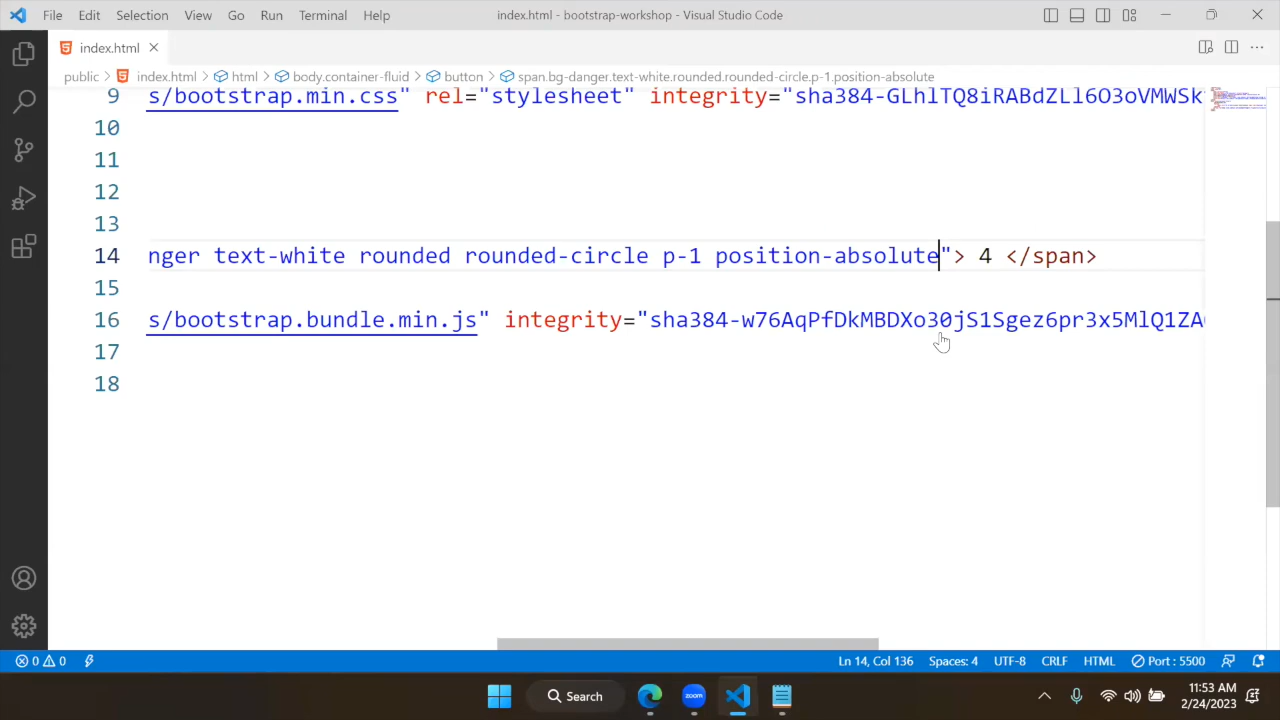 File Edit Selection View Go Run Terminal Help index.html - bootstrap-workshop - Visual Studio Code
index.html
public > index.html > html > body.container-fluid > button > span.bg-danger.text-white.rounded.rounded-circle.p-1.position-absolute
9 s/bootstrap.min.css" rel="stylesheet" integrity="sha384-GLhlTQ8iRABdZLl6O3oVMWSk
10
11
12
13
14 nger text-white rounded rounded-circle p-1 position-absolute"> 4 </span>
15
16 s/bootstrap.bundle.min.js" integrity="sha384-w76AqPfDkMBDXo30jS1Sgez6pr3x5MlQ1ZA
17
18
0 0 Ln 14, Col 136 Spaces: 4 UTF-8 CRLF HTML Port : 5500
Search zoom 11:53 AM
2/24/2023